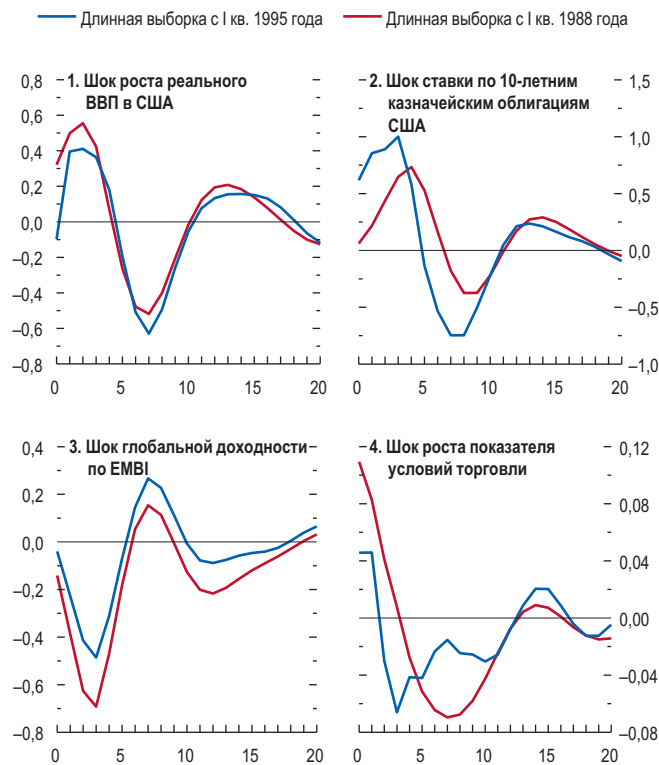 Длинная выборка с I кв. 1995 года Длинная выборка с I кв. 1988 года
1. Шок роста реального
ВВП в США
0,8
0,6
0,4
0,2
0,0
–0,2
–0,4
–0,6
–0,8
0 5 10 15 20
2. Шок ставки по 10-летним
казначейским облигациям
США
1,5
1,0
0,5
0,0
–0,5
–1,0
0 5 10 15 20
3. Шок глобальной доходности
по EMBI
0,4
0,2
0,0
–0,2
–0,4
–0,6
–0,8
0 5 10 15 20
4. Шок роста показателя
условий торговли
0,12
0,08
0,04
0,00
–0,04
–0,08
0 5 10 15 20